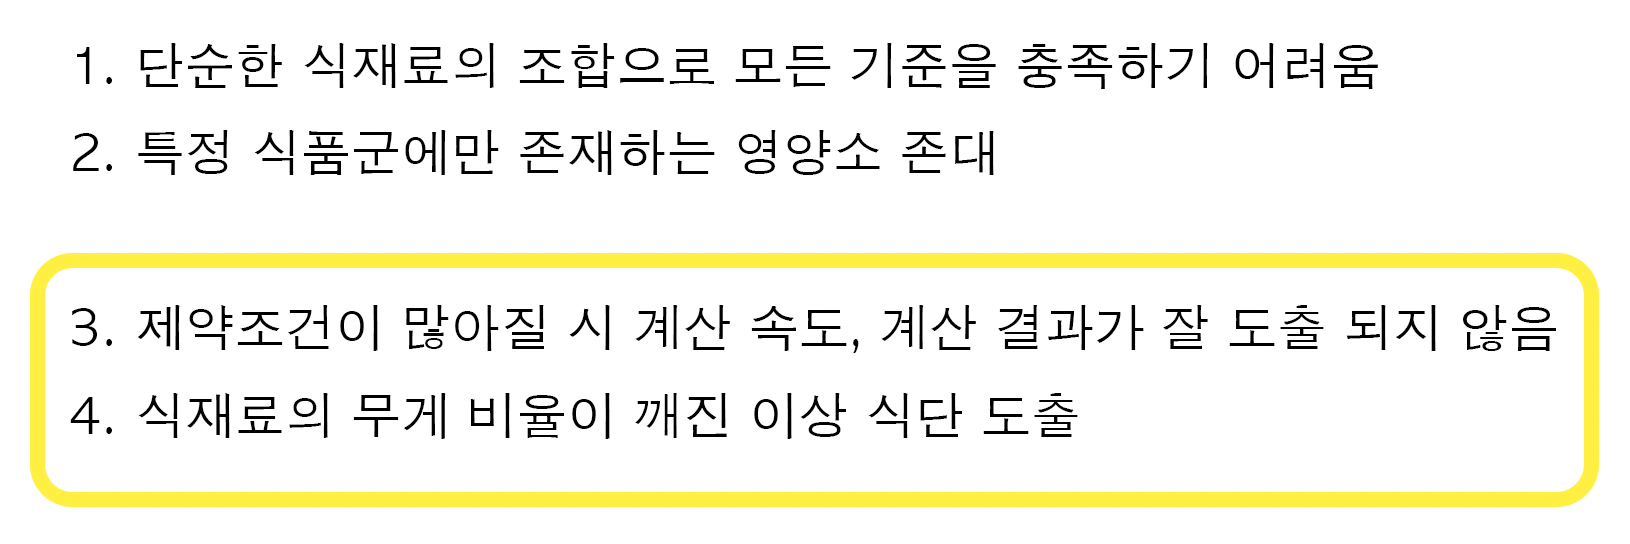 1. 단순한 식재료의 조합으로 모든 기준을 충족하기 어려움
2. 특정 식품군에만 존재하는 영양소 존대
3. 제약조건이 많아질 시 계산 속도, 계산 결과가 잘 도출 되지 않음
4. 식재료의 무게 비율이 깨진 이상 식단 도출